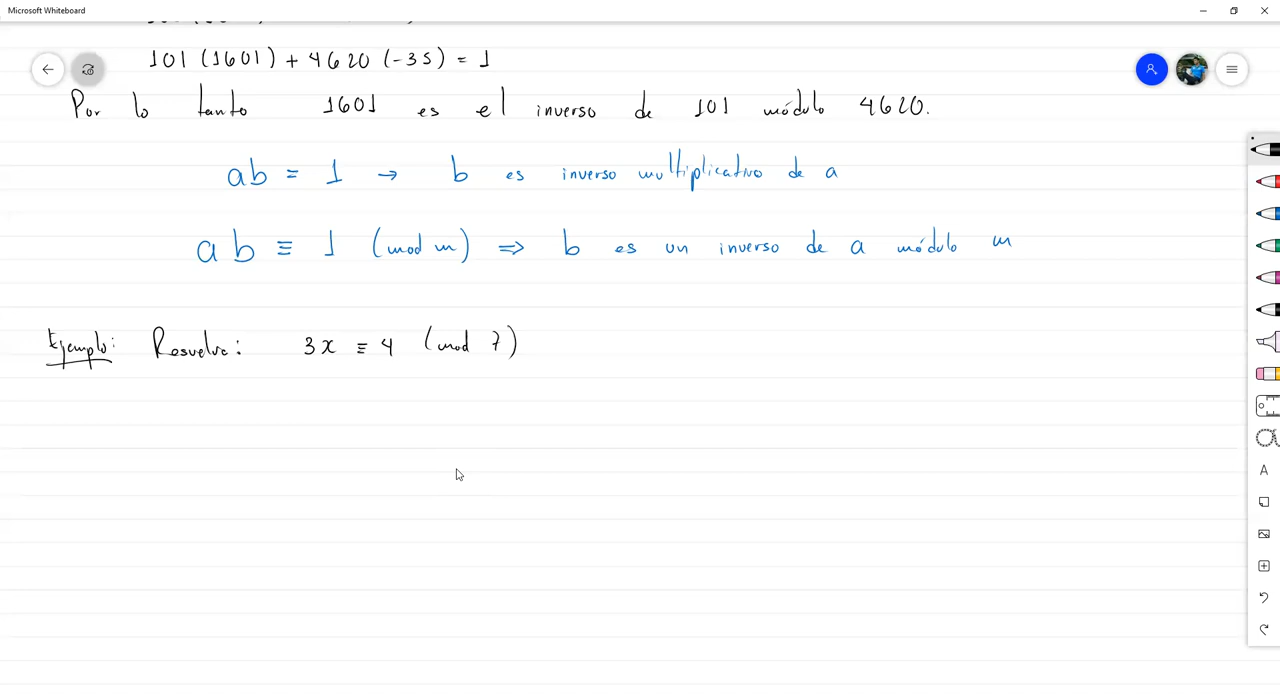 Microsoft Whiteboard
101 (1601) + 4620 (-35) = 1
Por lo tanto 1601 es el inverso de 101 módulo 4620.
ab = 1 → b es inverso multiplicativo de a
ab ≡ 1 (mod m) ⇒ b es un inverso de a módulo m
Ejemplo: Resuelva: 3x ≡ 4 (mod 7)
A